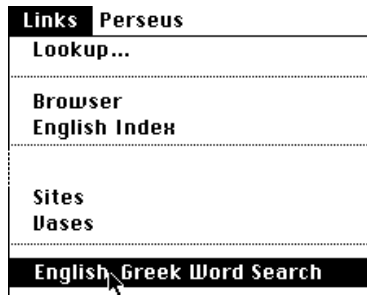 Links Perseus
Lookup...
Browser
English Index
Sites
Vases
English Greek Word Search